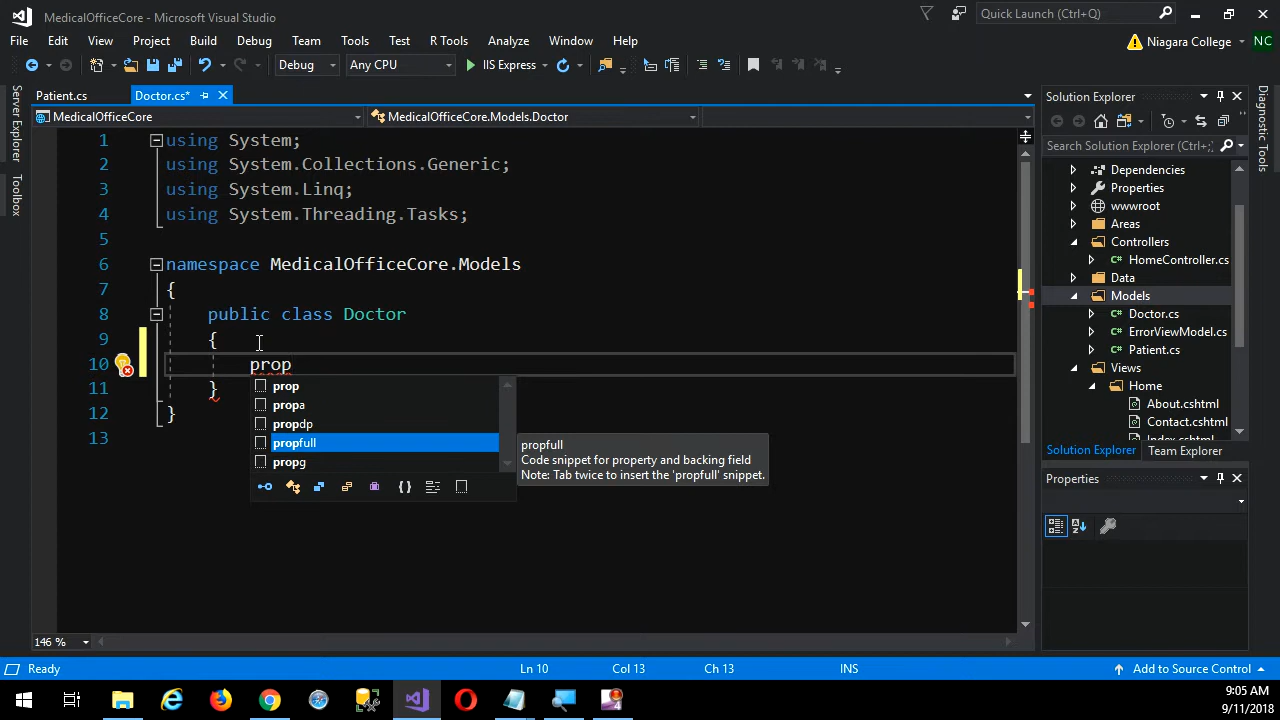 MedicalOfficeCore - Microsoft Visual Studio
Quick Launch (Ctrl+Q)
File Edit View Project Build Debug Team Tools Test R Tools Analyze Window Help
Niagara College NC
Debug Any CPU IIS Express
Server Explorer
Toolbox
Patient.cs Doctor.cs*
MedicalOfficeCore MedicalOfficeCore.Models.Doctor
1 using System;
2 using System.Collections.Generic;
3 using System.Linq;
4 using System.Threading.Tasks;
5
6 namespace MedicalOfficeCore.Models
7 {
8 public class Doctor
9 {
10 prop
11 }
12 }
13
prop
propa
propdp
propfull
propg
propfull
Code snippet for property and backing field
Note: Tab twice to insert the 'propfull' snippet.
146 %
Solution Explorer
Search Solution Explorer (Ctrl+;)
Dependencies
Properties
wwwroot
Areas
Controllers
C# HomeController.cs
Data
Models
C# Doctor.cs
C# ErrorViewModel.cs
C# Patient.cs
Views
Home
About.cshtml
Contact.cshtml
Index.cshtml
Solution Explorer Team Explorer
Properties
Diagnostic Tools
Ready Ln 10 Col 13 Ch 13 INS Add to Source Control
9:05 AM
9/11/2018